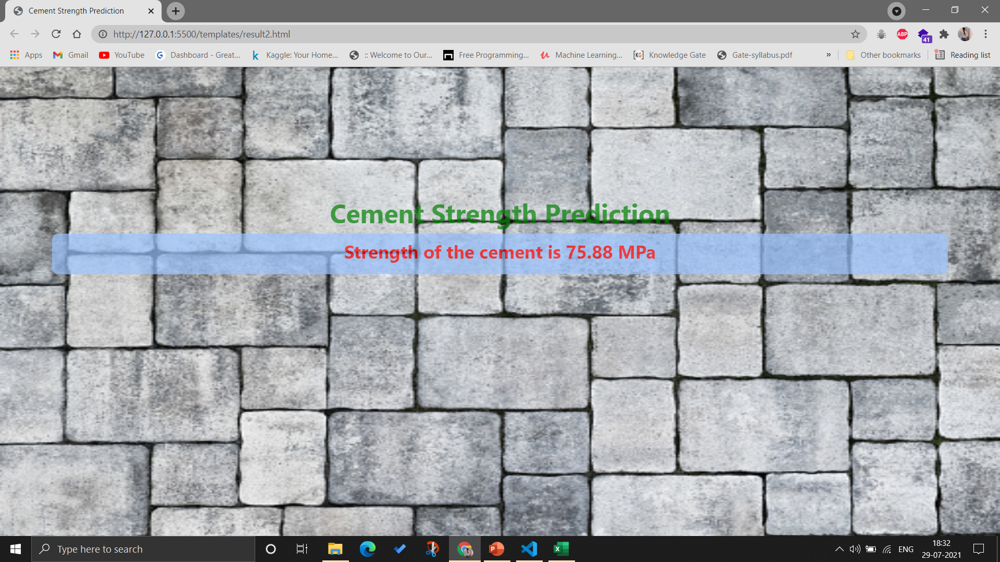 Cement Strength Prediction
http://127.0.0.1:5500/templates/result2.html
ABP
41
Apps
Gmail
YouTube
G
Dashboard - Great...
k
Kaggle: Your Home...
:: Welcome to Our...
Free Programming...
Machine Learning...
KG
Knowledge Gate
Gate-syllabus.pdf
»
Other bookmarks
Reading list
Cement Strength Prediction
Strength of the cement is 75.88 MPa
Type here to search
P
X
ENG
18:32
29-07-2021